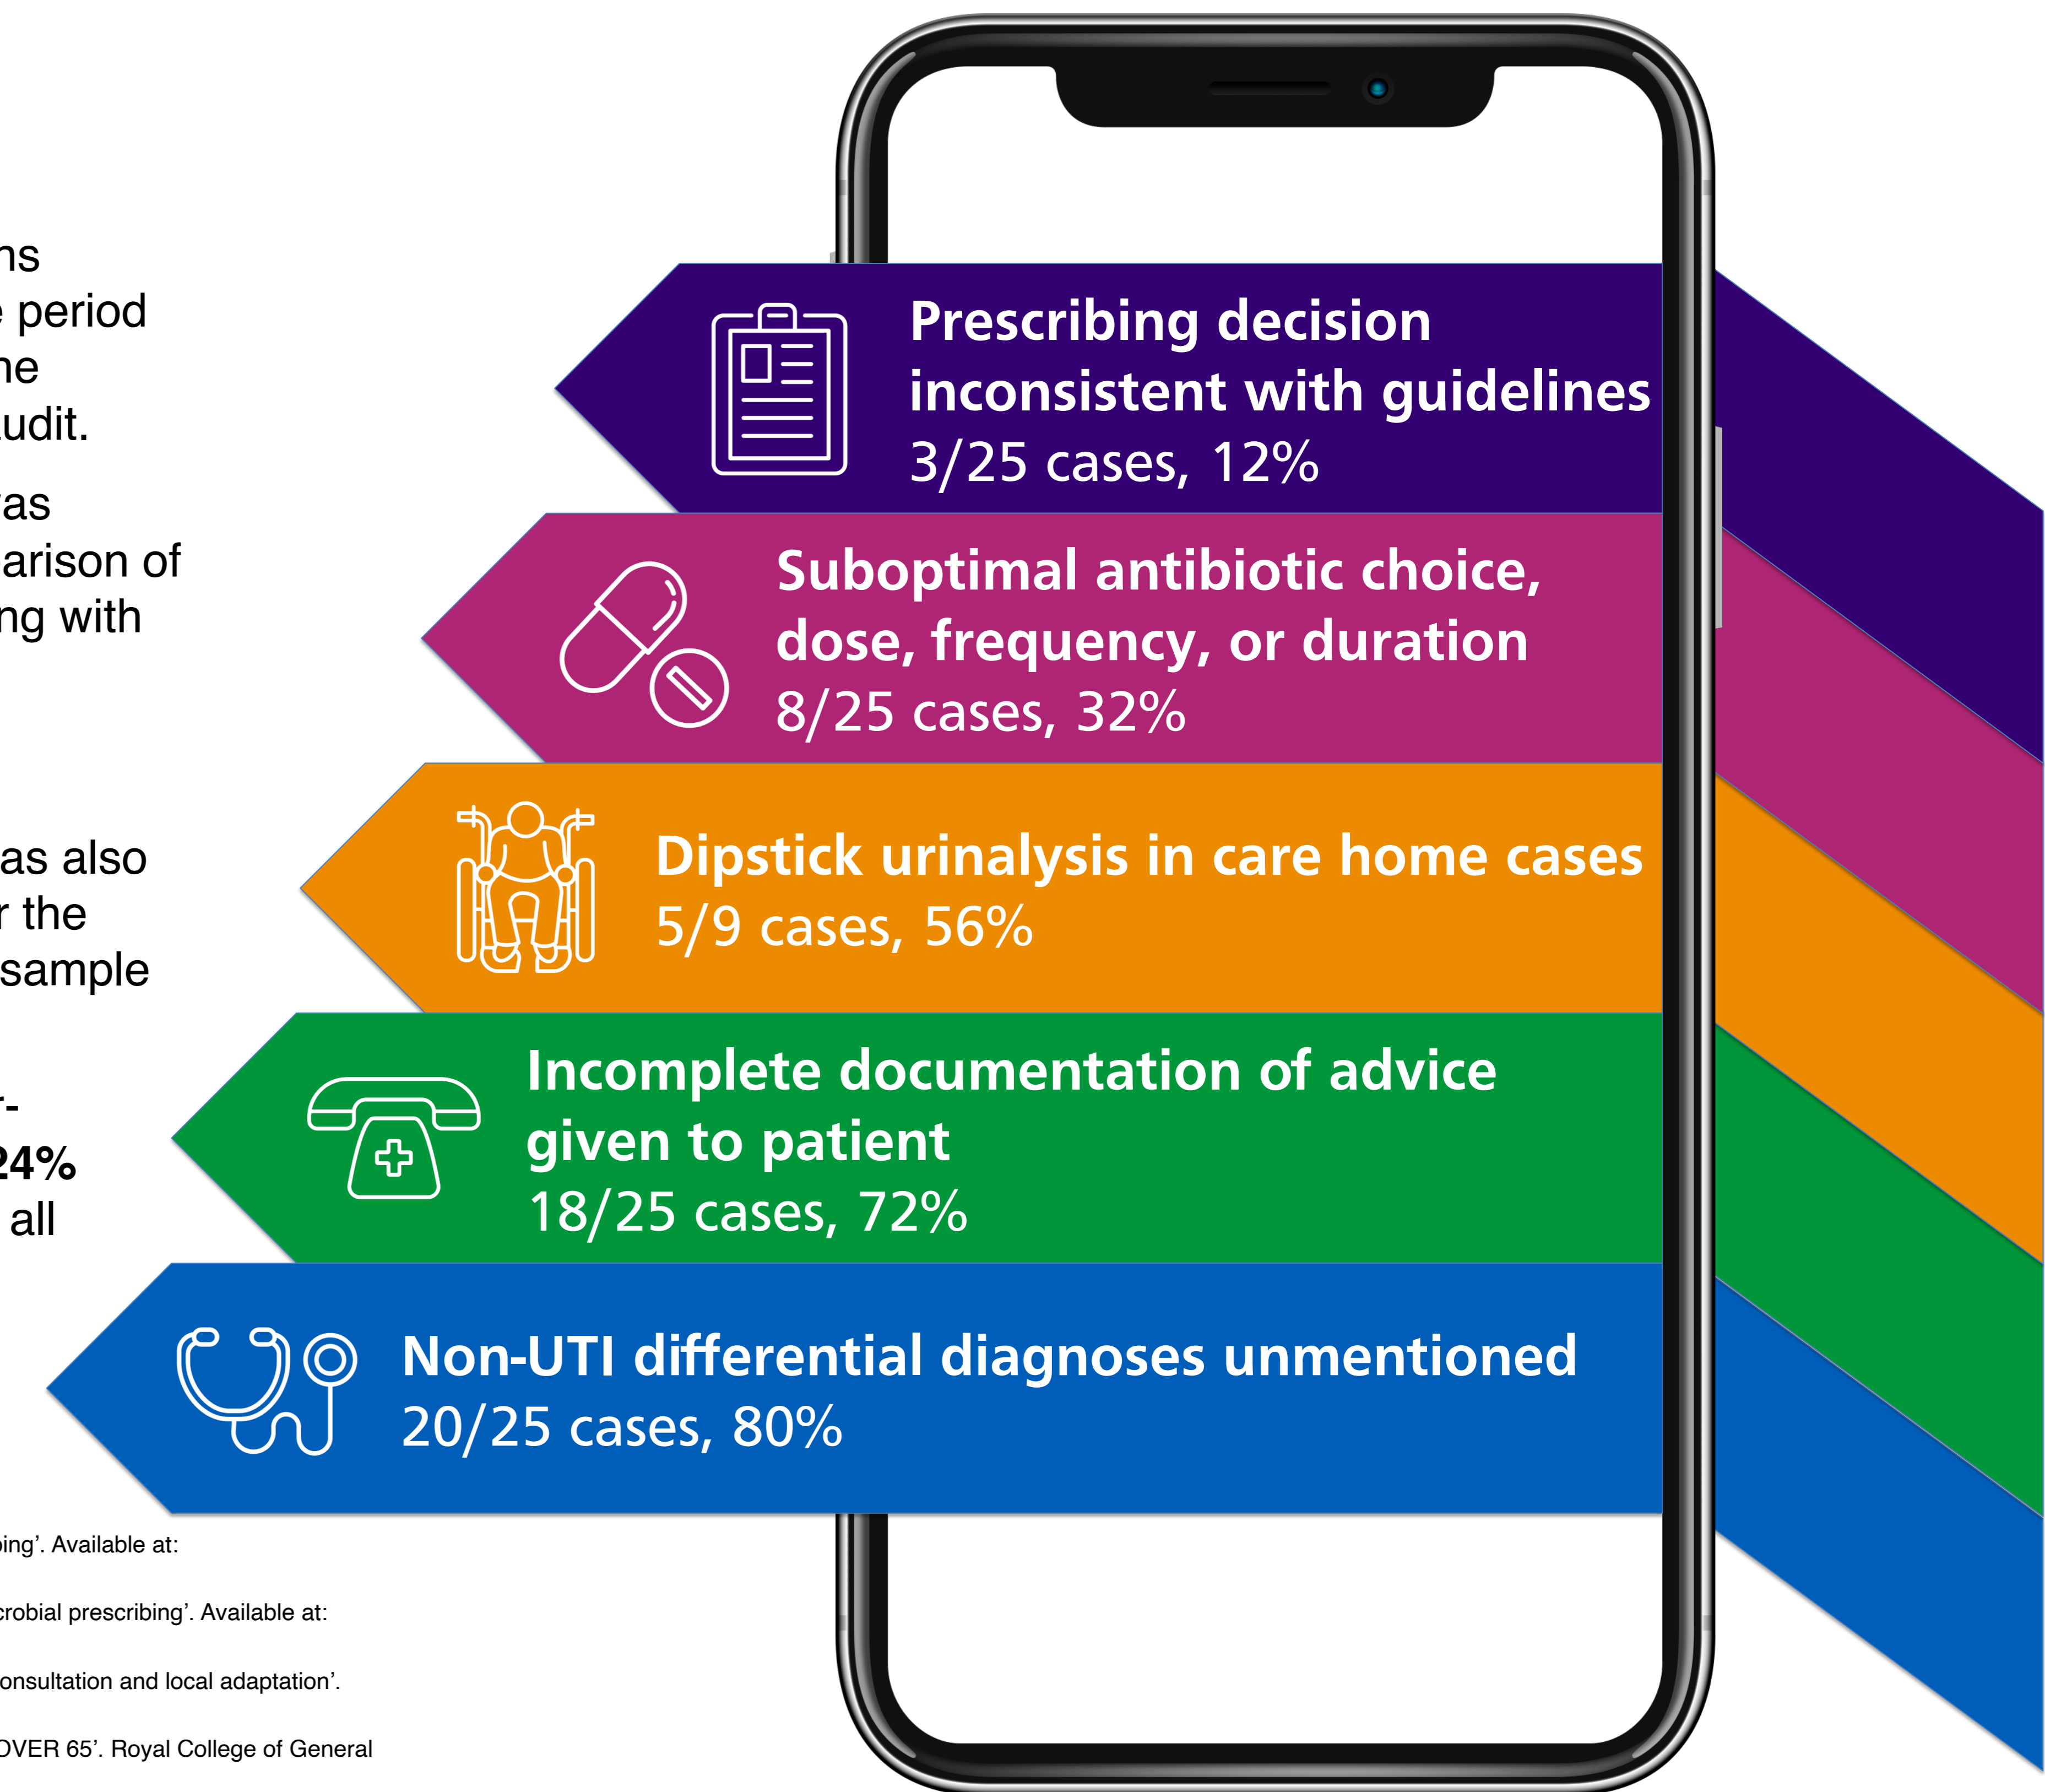 period
udit.
arison of
with
as also
the
sample
24%
all
Prescribing decision
inconsistent with guidelines
3/25 cases, 12%
Suboptimal antibiotic choice,
dose, frequency, or duration
8/25 cases, 32%
Dipstick urinalysis in care home cases
5/9 cases, 56%
Incomplete documentation of advice
given to patient
18/25 cases, 72%
Non-UTI differential diagnoses unmentioned
20/25 cases, 80%
bing’. Available at:
crobial prescribing’. Available at:
onsultation and local adaptation’.
OVER 65’. Royal College of General